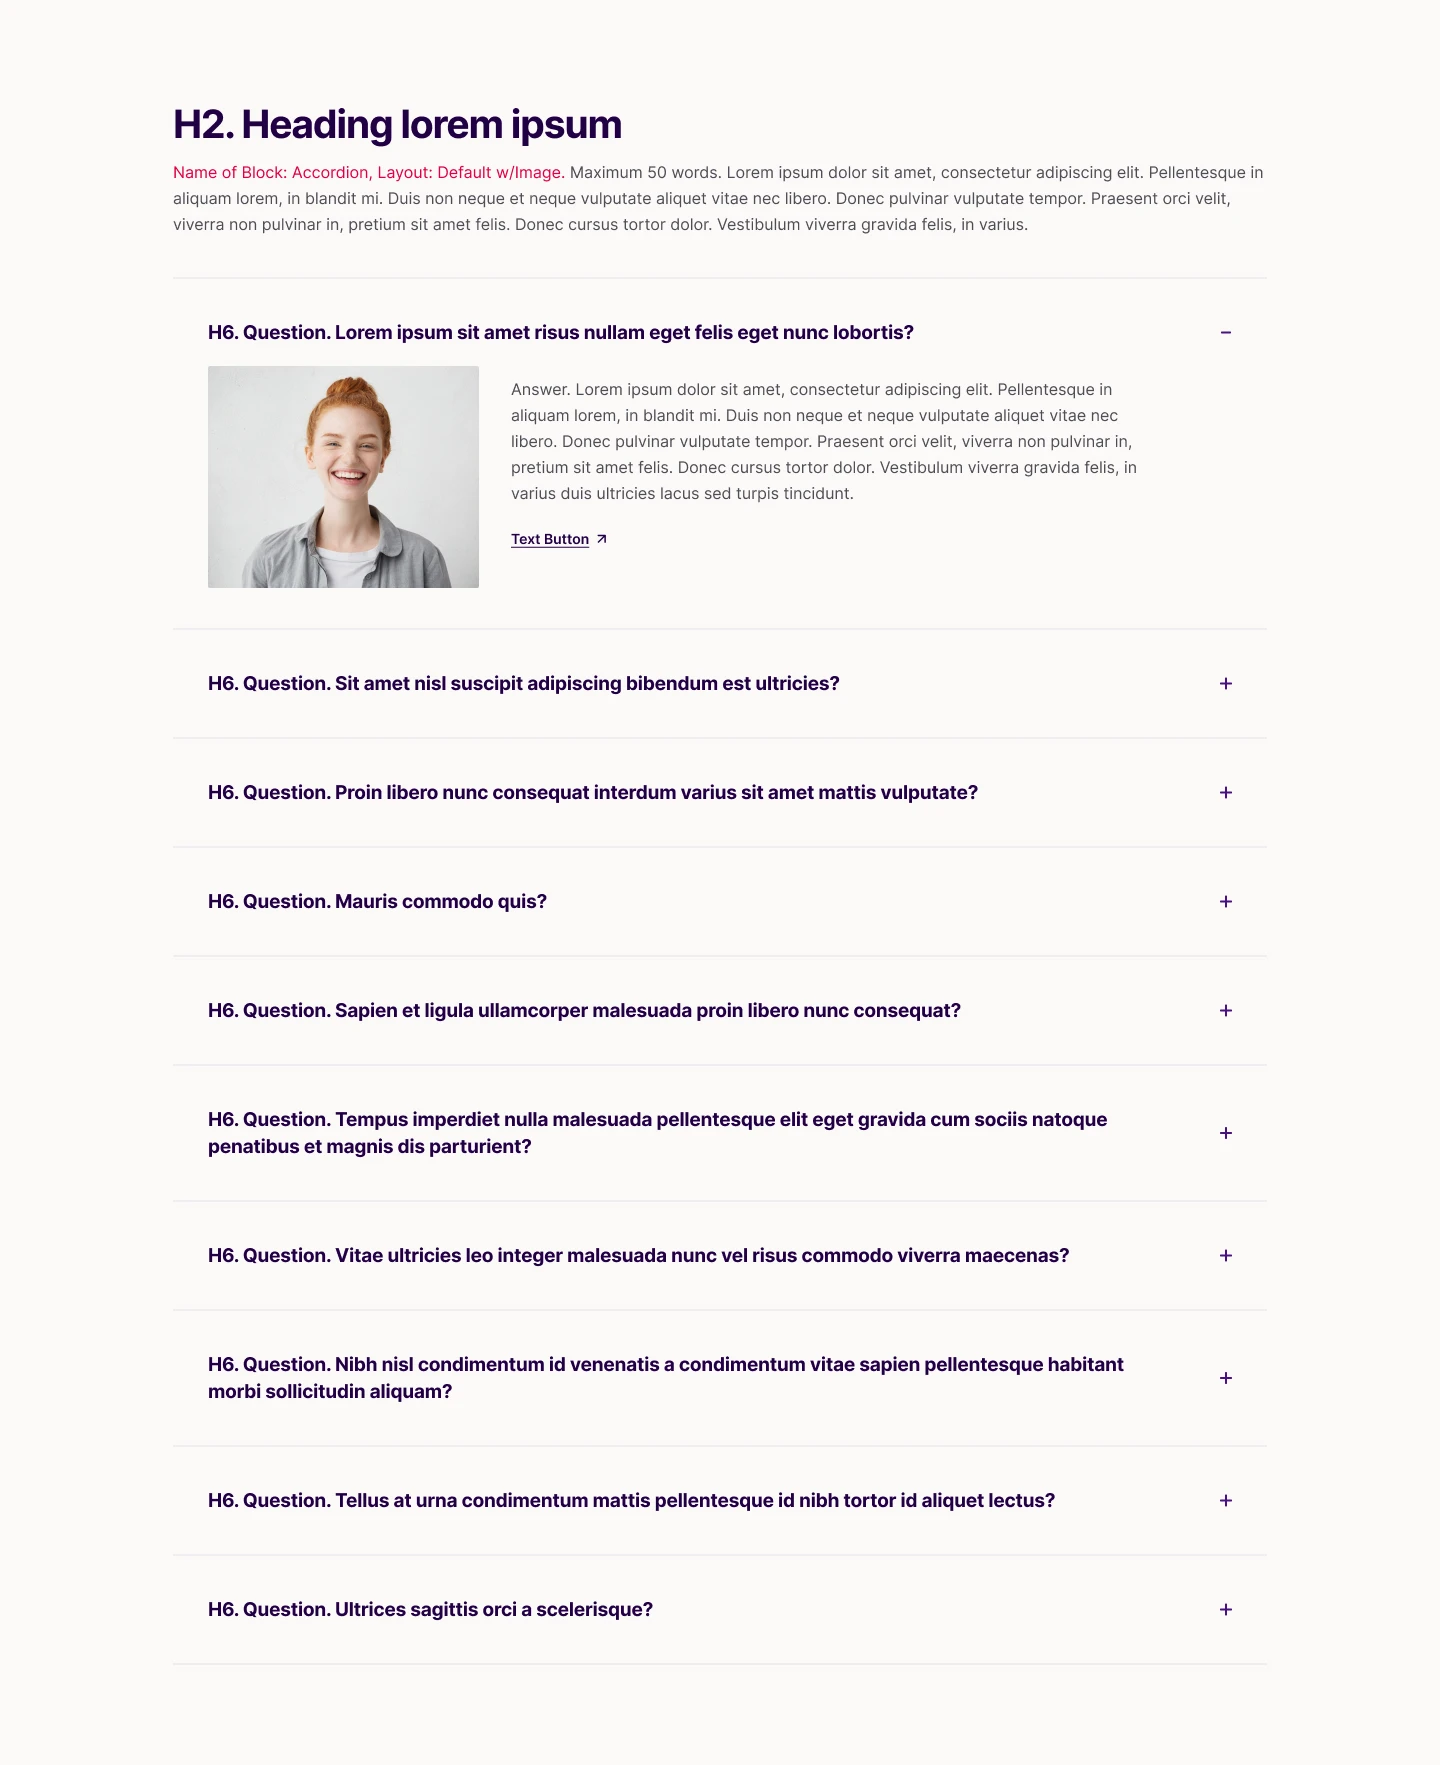 H2. Heading lorem ipsum
Name of Block: Accordion, Layout: Default w/Image. Maximum 50 words. Lorem ipsum dolor sit amet, consectetur adipiscing elit. Pellentesque in
aliquam lorem, in blandit mi. Duis non neque et neque vulputate aliquet vitae nec libero. Donec pulvinar vulputate tempor. Praesent orci velit,
viverra non pulvinar in, pretium sit amet felis. Donec cursus tortor dolor. Vestibulum viverra gravida felis, in varius.
H6. Question. Lorem ipsum sit amet risus nullam eget felis eget nunc lobortis?
Answer. Lorem ipsum dolor sit amet, consectetur adipiscing elit. Pellentesque in
aliquam lorem, in blandit mi. Duis non neque et neque vulputate aliquet vitae nec
libero. Donec pulvinar vulputate tempor. Praesent orci velit, viverra non pulvinar in,
pretium sit amet felis. Donec cursus tortor dolor. Vestibulum viverra gravida felis, in
varius duis ultricies lacus sed turpis tincidunt.
Text Button
H6. Question. Sit amet nisl suscipit adipiscing bibendum est ultricies?
H6. Question. Proin libero nunc consequat interdum varius sit amet mattis vulputate?
H6. Question. Mauris commodo quis?
H6. Question. Sapien et ligula ullamcorper malesuada proin libero nunc consequat?
H6. Question. Tempus imperdiet nulla malesuada pellentesque elit eget gravida cum sociis natoque
penatibus et magnis dis parturient?
H6. Question. Vitae ultricies leo integer malesuada nunc vel risus commodo viverra maecenas?
H6. Question. Nibh nisl condimentum id venenatis a condimentum vitae sapien pellentesque habitant
morbi sollicitudin aliquam?
H6. Question. Tellus at urna condimentum mattis pellentesque id nibh tortor id aliquet lectus?
H6. Question. Ultrices sagittis orci a scelerisque?